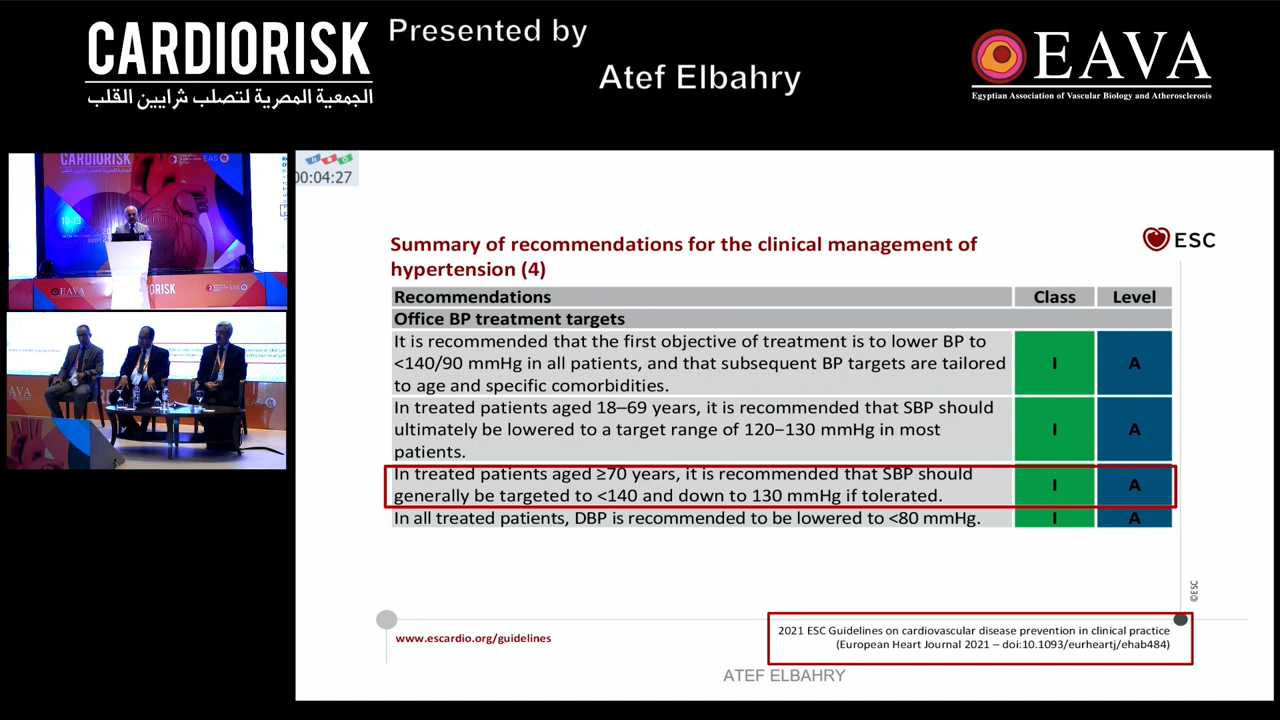 CARDIORISK
الجمعية المصرية لتصلب شرايين القلب
Presented by
Atef Elbahry
EAVA
Egyptian Association of Vascular Biology and Atherosclerosis
CARDIORISK
EAS
10-13
EAVA
CARDIORISK
00:04:27
Summary of recommendations for the clinical management of
hypertension (4)
ESC
Recommendations Class Level
Office BP treatment targets
It is recommended that the first objective of treatment is to lower BP to
<140/90 mmHg in all patients, and that subsequent BP targets are tailored
to age and specific comorbidities.
I A
In treated patients aged 18–69 years, it is recommended that SBP should
ultimately be lowered to a target range of 120–130 mmHg in most
patients.
I A
In treated patients aged ≥70 years, it is recommended that SBP should
generally be targeted to <140 and down to 130 mmHg if tolerated.
I A
In all treated patients, DBP is recommended to be lowered to <80 mmHg. I A
©ESC
www.escardio.org/guidelines
2021 ESC Guidelines on cardiovascular disease prevention in clinical practice
(European Heart Journal 2021 – doi:10.1093/eurheartj/ehab484)
ATEF ELBAHRY